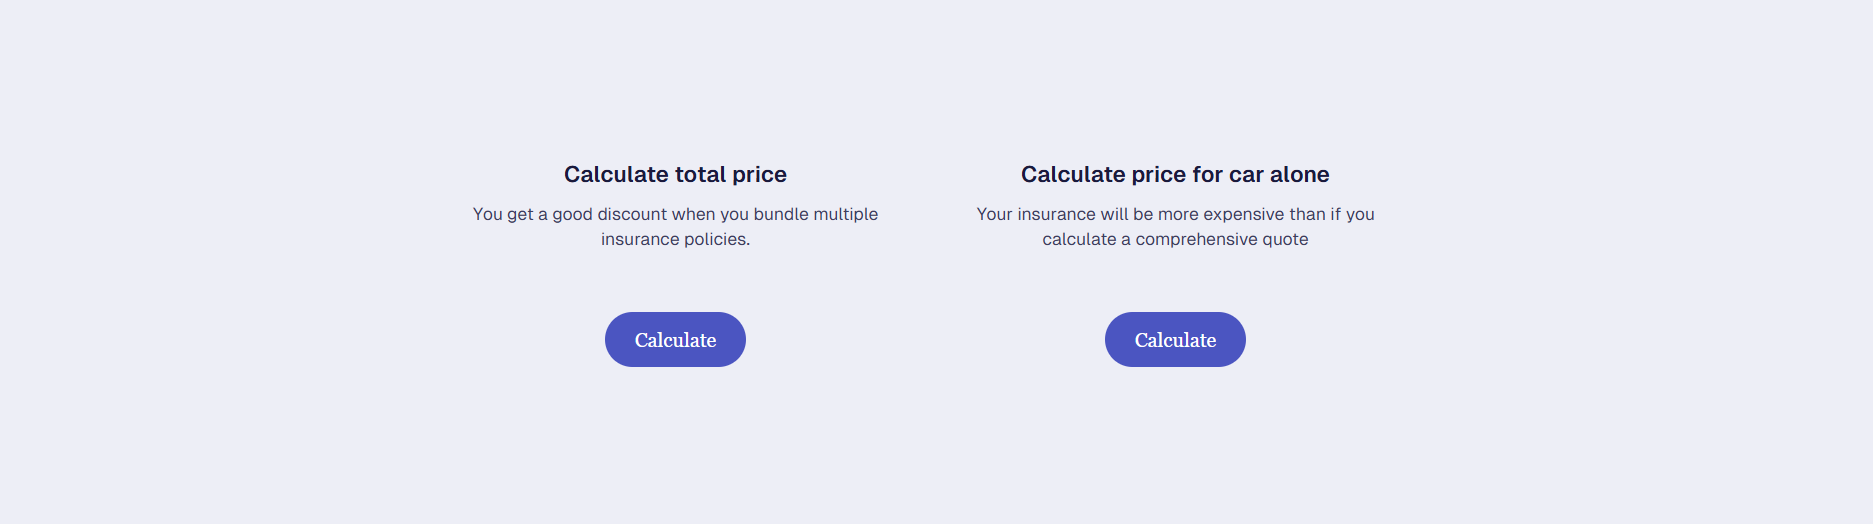 Calculate total price
You get a good discount when you bundle multiple
insurance policies.
Calculate
Calculate price for car alone
Your insurance will be more expensive than if you
calculate a comprehensive quote
Calculate